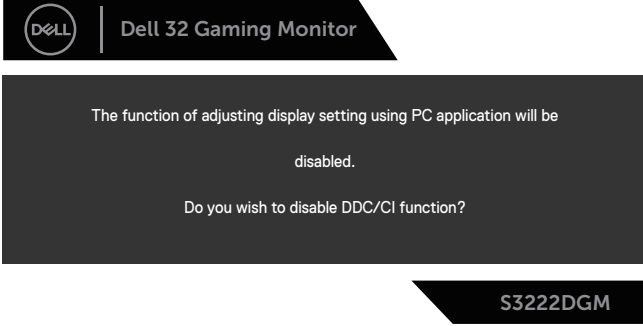 DELL
Dell 32 Gaming Monitor
The function of adjusting display setting using PC application will be
disabled.
Do you wish to disable DDC/CI function?
S3222DGM